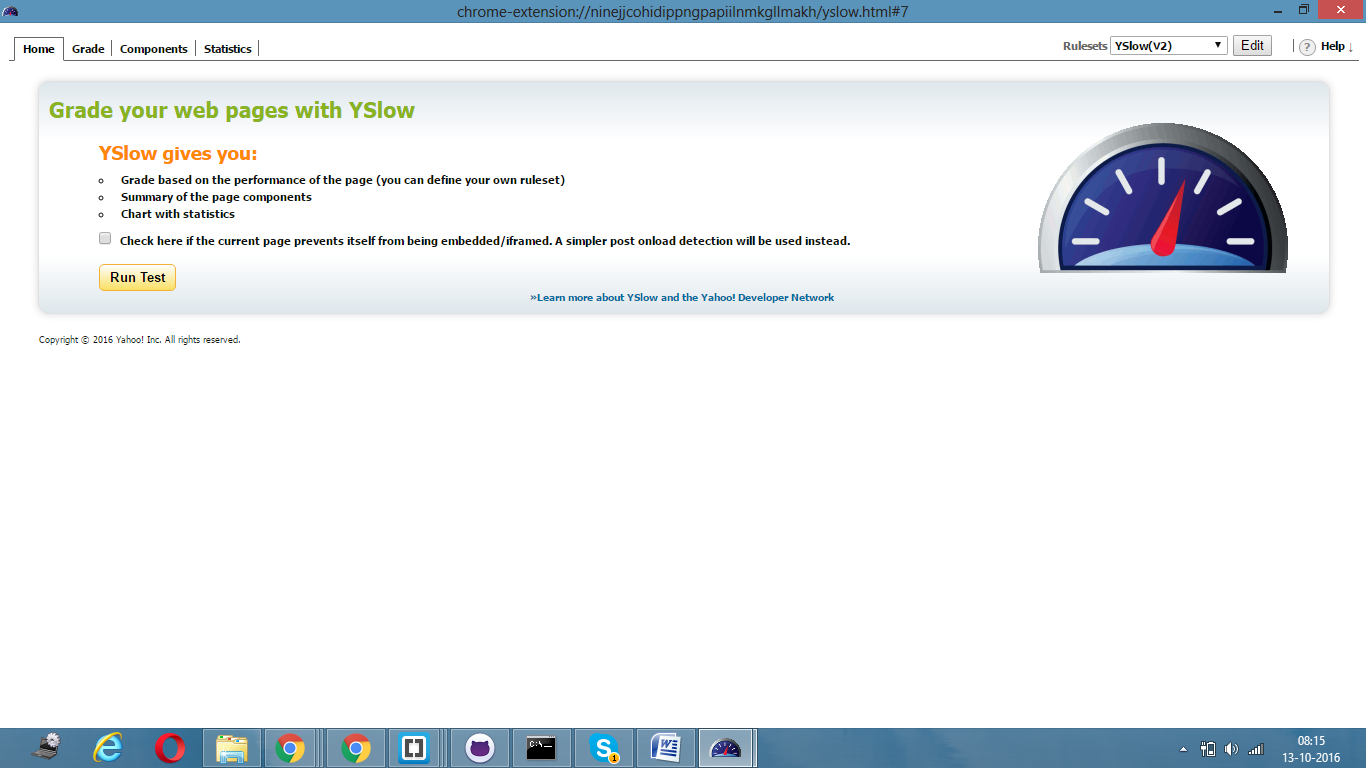 chrome-extension://ninejjcohidippngpapiilnmkgllmakh/yslow.html#7
Home Grade Components Statistics Rulesets YSlow(V2) Edit ? Help ↓
Grade your web pages with YSlow
YSlow gives you:
Grade based on the performance of the page (you can define your own ruleset)
Summary of the page components
Chart with statistics
Check here if the current page prevents itself from being embedded/iframed. A simpler post onload detection will be used instead.
Run Test
»Learn more about YSlow and the Yahoo! Developer Network
Copyright © 2016 Yahoo! Inc. All rights reserved.
C:\_
S 1
W
08:15
13-10-2016